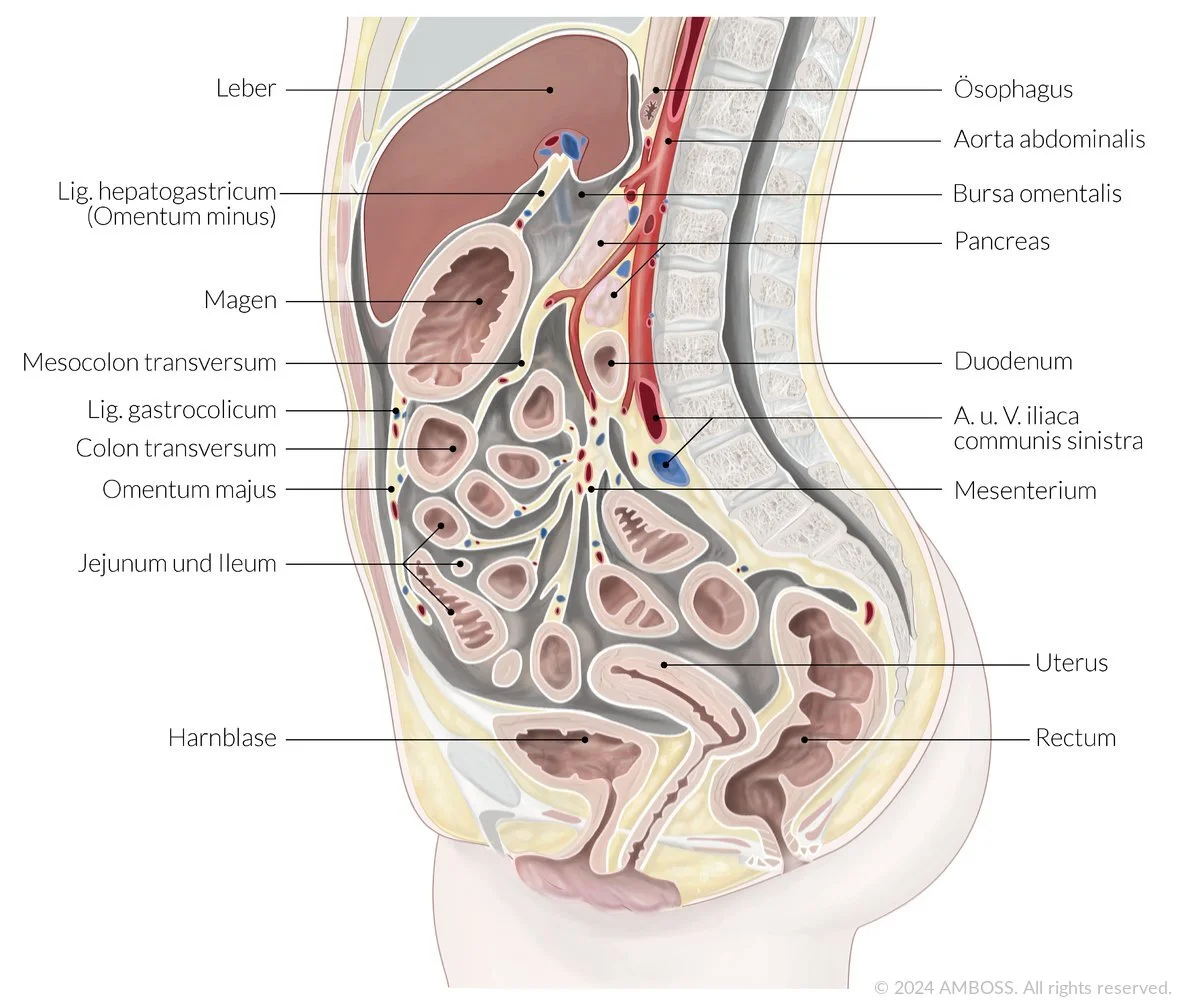 Leber
Lig. hepatogastricum
(Omentum minus)
Magen
Mesocolon transversum
Lig. gastrocolicum
Colon transversum
Omentum majus
Jejunum und Ileum
Harnblase
Ösophagus
Aorta abdominalis
Bursa omentalis
Pancreas
Duodenum
A. u. V. iliaca
communis sinistra
Mesenterium
Uterus
Rectum
© 2024 AMBOSS. All rights reserved.